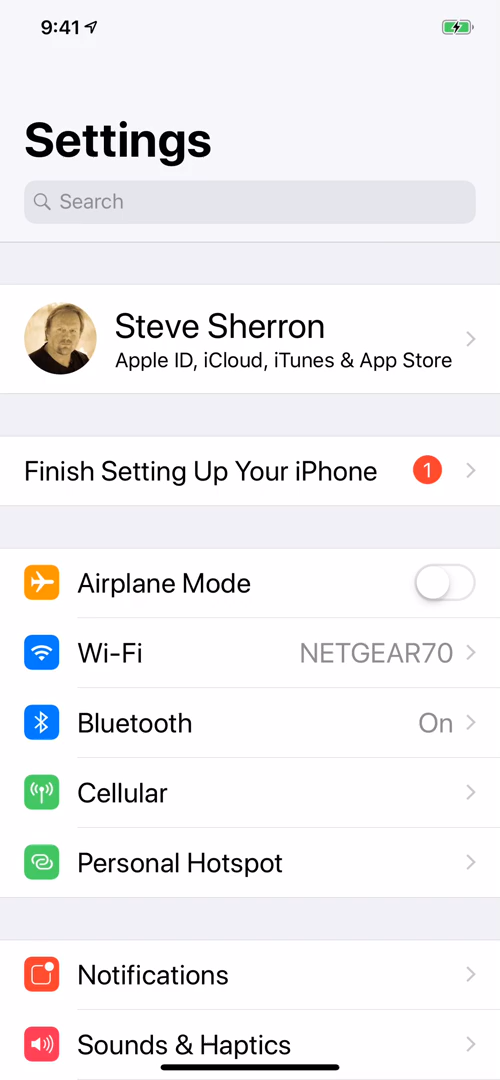 9:41
Settings
Search
Steve Sherron
Apple ID, iCloud, iTunes & App Store
Finish Setting Up Your iPhone 1
Airplane Mode
Wi-Fi NETGEAR70
Bluetooth On
Cellular
Personal Hotspot
Notifications
Sounds & Haptics